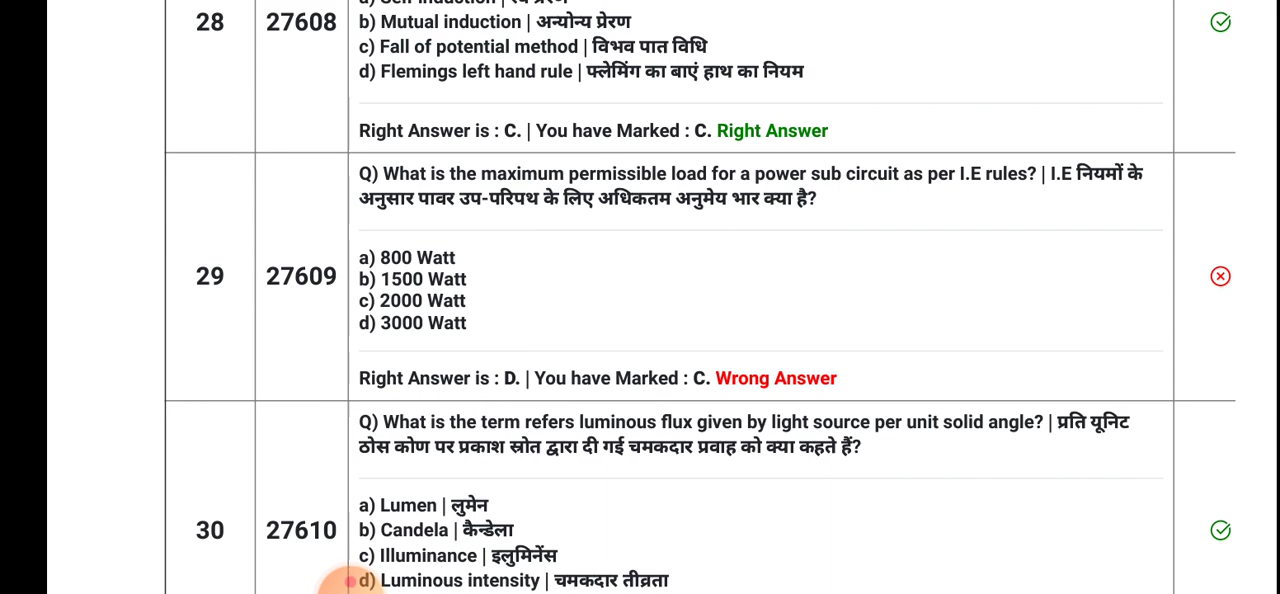 a) Self induction | स्व प्रेरण
28
27608
b) Mutual induction | अन्योन्य प्रेरण
c) Fall of potential method | विभव पात विधि
d) Flemings left hand rule | फ्लेमिंग का बाएं हाथ का नियम
Right Answer is : C. | You have Marked : C. Right Answer
Q) What is the maximum permissible load for a power sub circuit as per I.E rules? | I.E नियमों के
अनुसार पावर उप-परिपथ के लिए अधिकतम अनुमेय भार क्या है?
29
27609
a) 800 Watt
b) 1500 Watt
c) 2000 Watt
d) 3000 Watt
Right Answer is : D. | You have Marked : C. Wrong Answer
Q) What is the term refers luminous flux given by light source per unit solid angle? | प्रति यूनिट
ठोस कोण पर प्रकाश स्रोत द्वारा दी गई चमकदार प्रवाह को क्या कहते हैं?
30
27610
a) Lumen | लुमेन
b) Candela | कैन्डेला
c) Illuminance | इलुमिनेंस
d) Luminous intensity | चमकदार तीव्रता